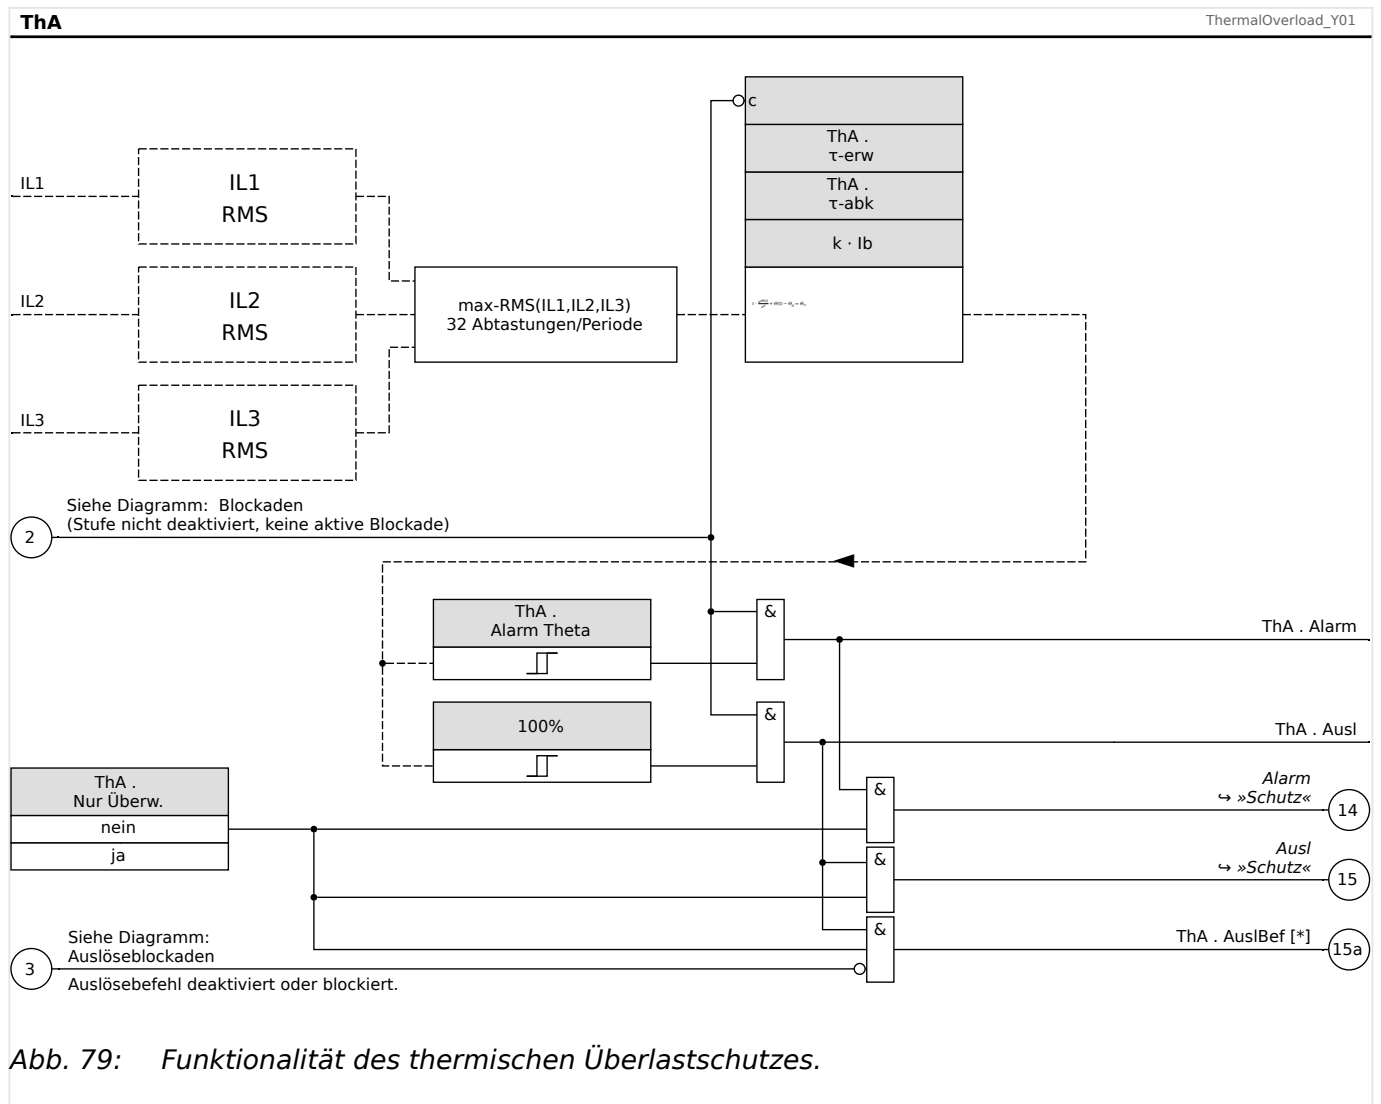 ThA
ThermalOverload_Y01
c
ThA .
τ-erw
ThA .
τ-abk
k · Ib
IL1
IL1
RMS
IL2
IL2
RMS
IL3
IL3
RMS
max-RMS(IL1,IL2,IL3)
32 Abtastungen/Periode
Siehe Diagramm: Blockaden
(Stufe nicht deaktiviert, keine aktive Blockade)
2
ThA .
Alarm Theta
&
ThA . Alarm
100%
&
ThA . Ausl
ThA .
Nur Überw.
nein
ja
&
Alarm
↪ »Schutz«
14
&
Ausl
↪ »Schutz«
15
&
ThA . AuslBef [*]
15a
Siehe Diagramm:
Auslöseblockaden
3
Auslösebefehl deaktiviert oder blockiert.
Abb. 79: Funktionalität des thermischen Überlastschutzes.